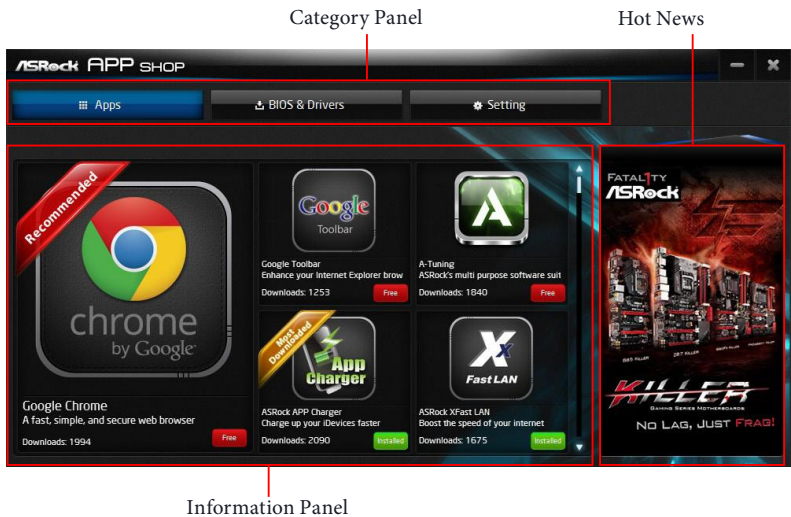 Category Panel
Hot News
ASRock APP SHOP
Apps
BIOS & Drivers
Setting
Recommended
chrome
by Google
Google Chrome
A fast, simple, and secure web browser
Downloads: 1994
Free
Google
Toolbar
Google Toolbar
Enhance your Internet Explorer brow
Downloads: 1253
Free
A-Tuning
ASRock's multi purpose software suit
Downloads: 1840
Free
Most
Downloaded
App
Charger
ASRock APP Charger
Charge up your iDevices faster
Downloads: 2090
Installed
Fast LAN
ASRock XFast LAN
Boost the speed of your internet
Downloads: 1675
Installed
FATAL1TY
ASRock
B85 KILLER
Z87 KILLER
KILLER
GAMING SERIES MOTHERBOARDS
NO LAG, JUST FRAG!
Information Panel